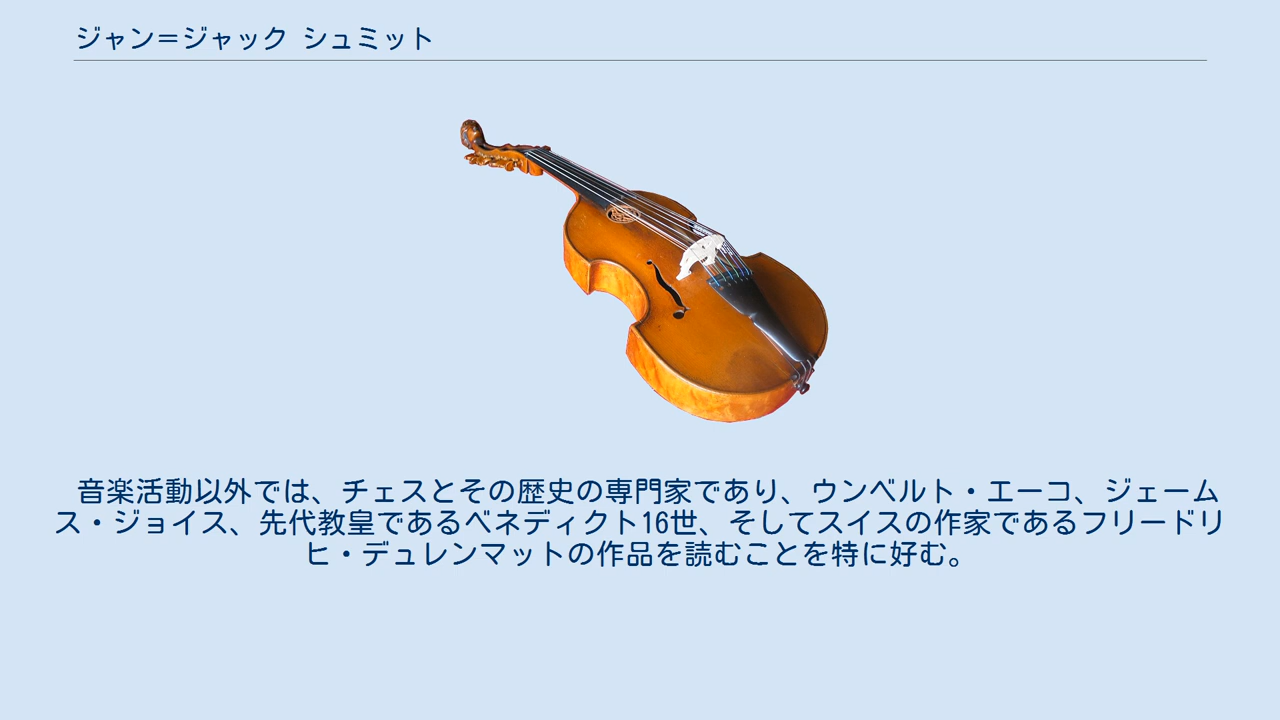 ジャン＝ジャック シュミット
音楽活動以外では、チェスとその歴史の専門家であり、ウンベルト・エーコ、ジェーム
ス・ジョイス、先代教皇であるベネディクト16世、そしてスイスの作家であるフリードリ
ヒ・デュレンマットの作品を読むことを特に好む。